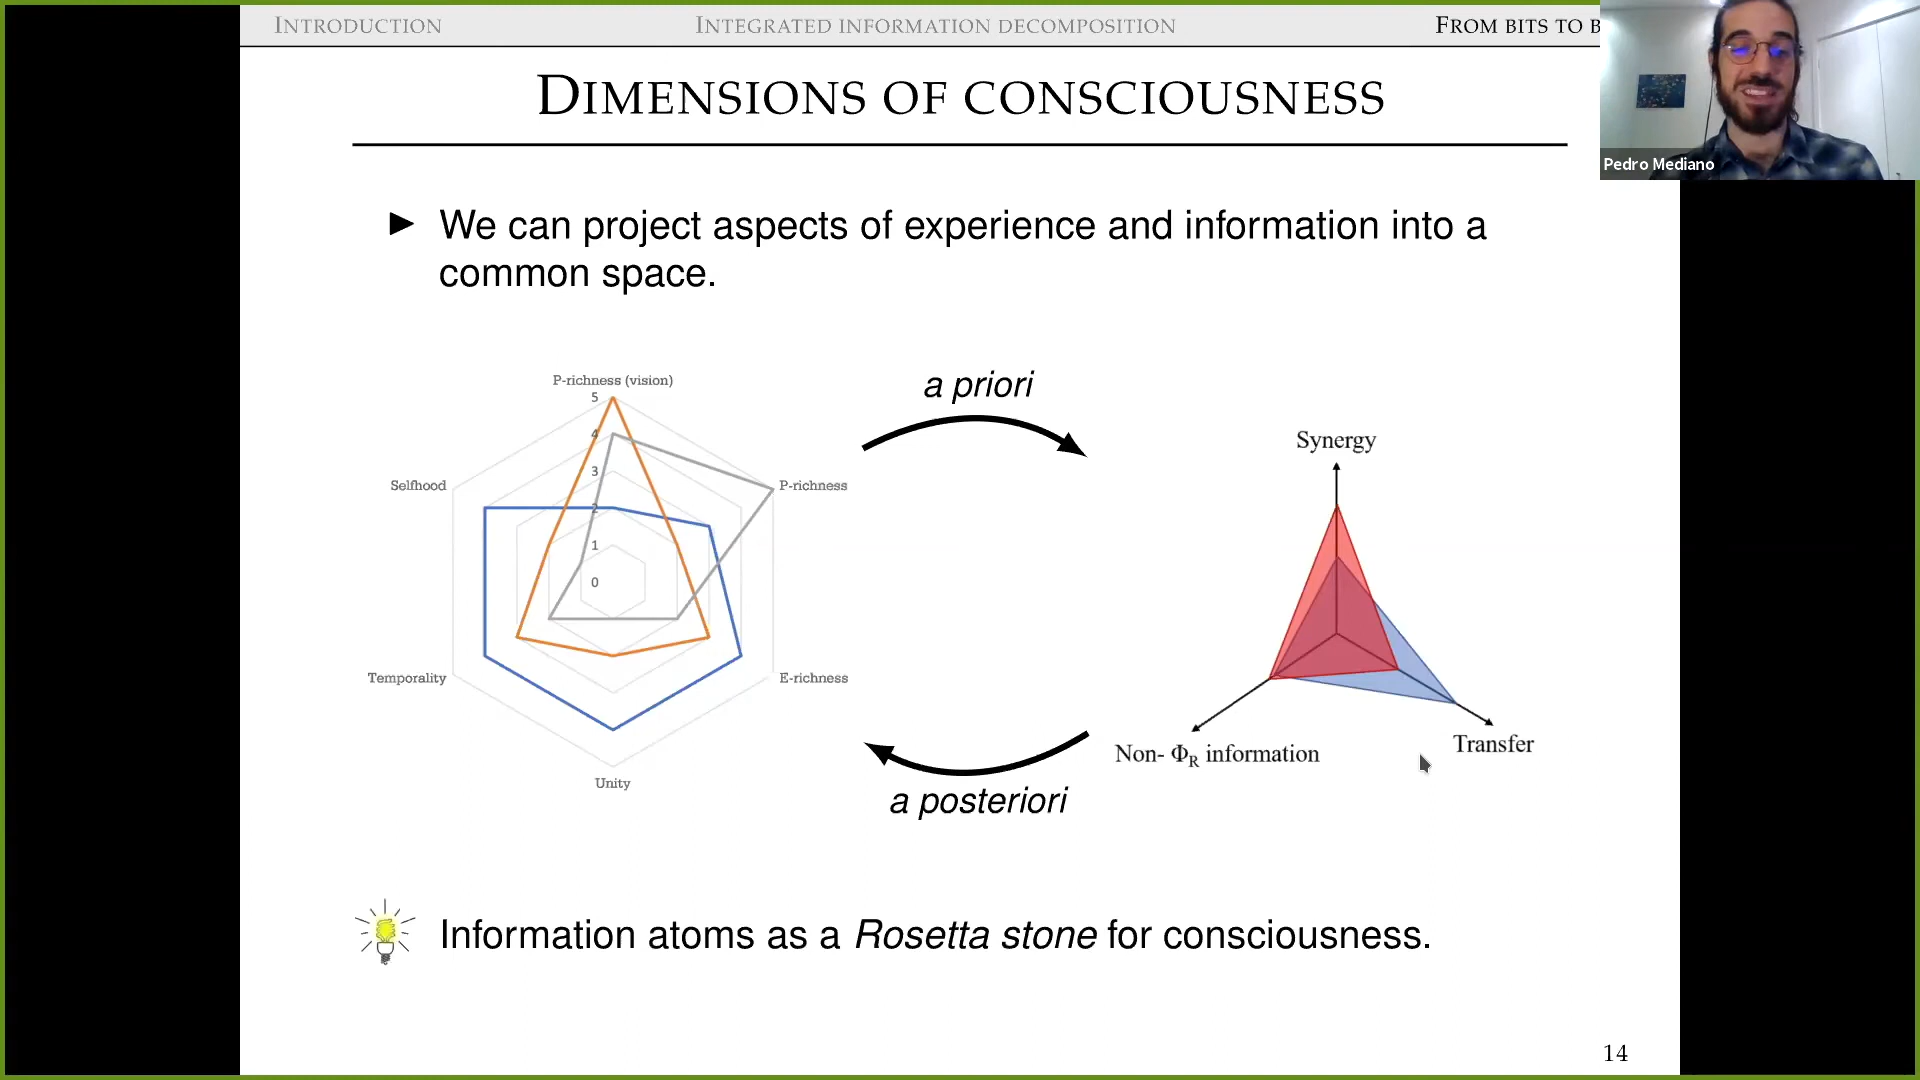 INTRODUCTION
INTEGRATED INFORMATION DECOMPOSITION
FROM BITS TO B
Pedro Mediano
DIMENSIONS OF CONSCIOUSNESS
We can project aspects of experience and information into a
common space.
a priori
P-richness (vision)
5
4
3
2
1
0
Selfhood
P-richness
Temporality
E-richness
Unity
Synergy
Non- Φ_R information
Transfer
a posteriori
Information atoms as a Rosetta stone for consciousness.
14